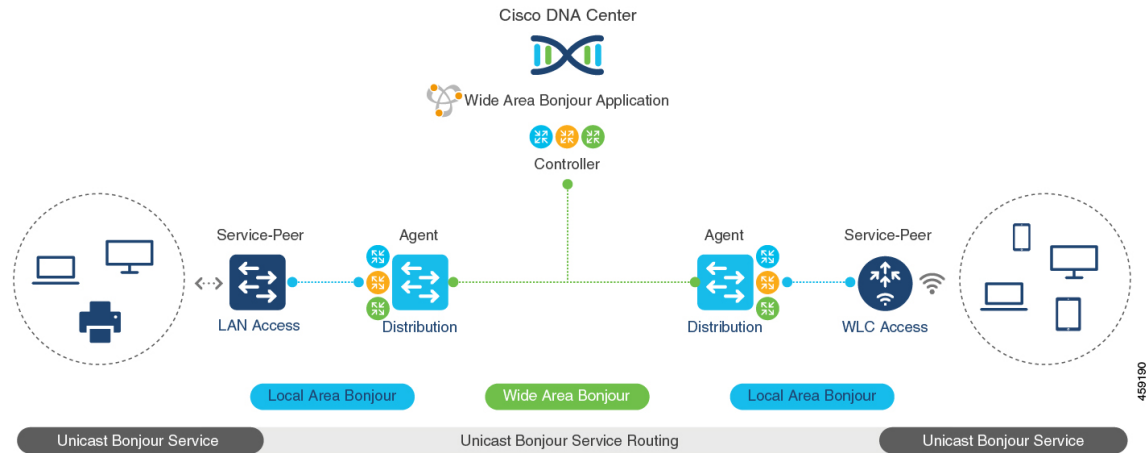 Cisco DNA Center
Wide Area Bonjour Application
Controller
Service-Peer
Agent
Agent
Service-Peer
LAN Access
Distribution
Distribution
WLC Access
Local Area Bonjour
Wide Area Bonjour
Local Area Bonjour
Unicast Bonjour Service
Unicast Bonjour Service Routing
Unicast Bonjour Service
459190